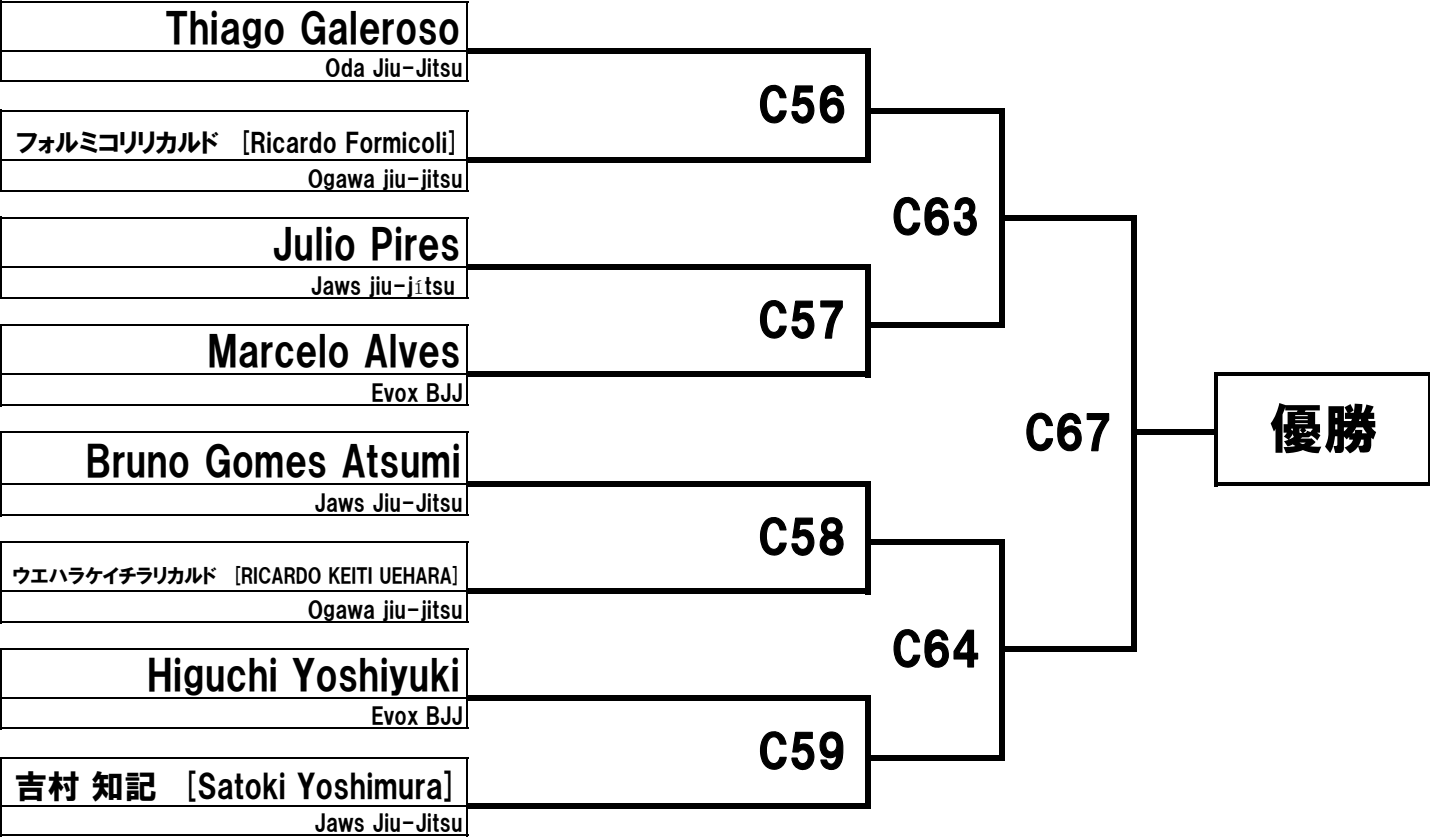 Thiago Galeroso
Oda Jiu-Jitsu
C56
フォルミコリリカルド [Ricardo Formicoli]
Ogawa jiu-jitsu
C63
Julio Pires
Jaws jiu-jítsu
C57
Marcelo Alves
Evox BJJ
C67
優勝
Bruno Gomes Atsumi
Jaws Jiu-Jitsu
C58
ウエハラケイチラリカルド [RICARDO KEITI UEHARA]
Ogawa jiu-jitsu
C64
Higuchi Yoshiyuki
Evox BJJ
C59
吉村 知記 [Satoki Yoshimura]
Jaws Jiu-Jitsu